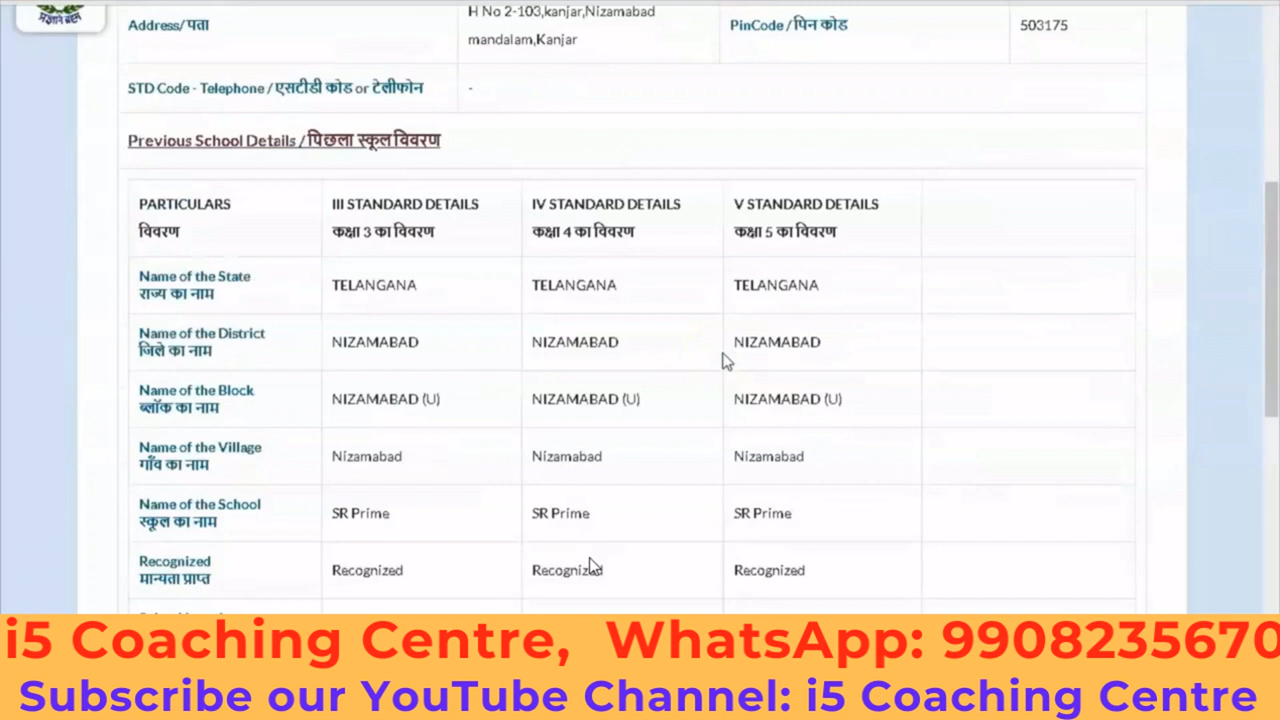 प्रज्ञानं ब्रह्म
H No 2-103,kanjar,Nizamabad
Address/पता PinCode/पिन कोड 503175
mandalam,Kanjar
STD Code - Telephone / एसटीडी कोड or टेलीफोन -
Previous School Details / पिछला स्कूल विवरण
PARTICULARS III STANDARD DETAILS IV STANDARD DETAILS V STANDARD DETAILS
विवरण कक्षा 3 का विवरण कक्षा 4 का विवरण कक्षा 5 का विवरण
Name of the State TELANGANA TELANGANA TELANGANA
राज्य का नाम
Name of the District NIZAMABAD NIZAMABAD NIZAMABAD
जिले का नाम
Name of the Block NIZAMABAD (U) NIZAMABAD (U) NIZAMABAD (U)
ब्लॉक का नाम
Name of the Village Nizamabad Nizamabad Nizamabad
गाँव का नाम
Name of the School SR Prime SR Prime SR Prime
स्कूल का नाम
Recognized Recognized Recognized Recognized
मान्यता प्राप्त
i5 Coaching Centre, WhatsApp: 9908235670
Subscribe our YouTube Channel: i5 Coaching Centre